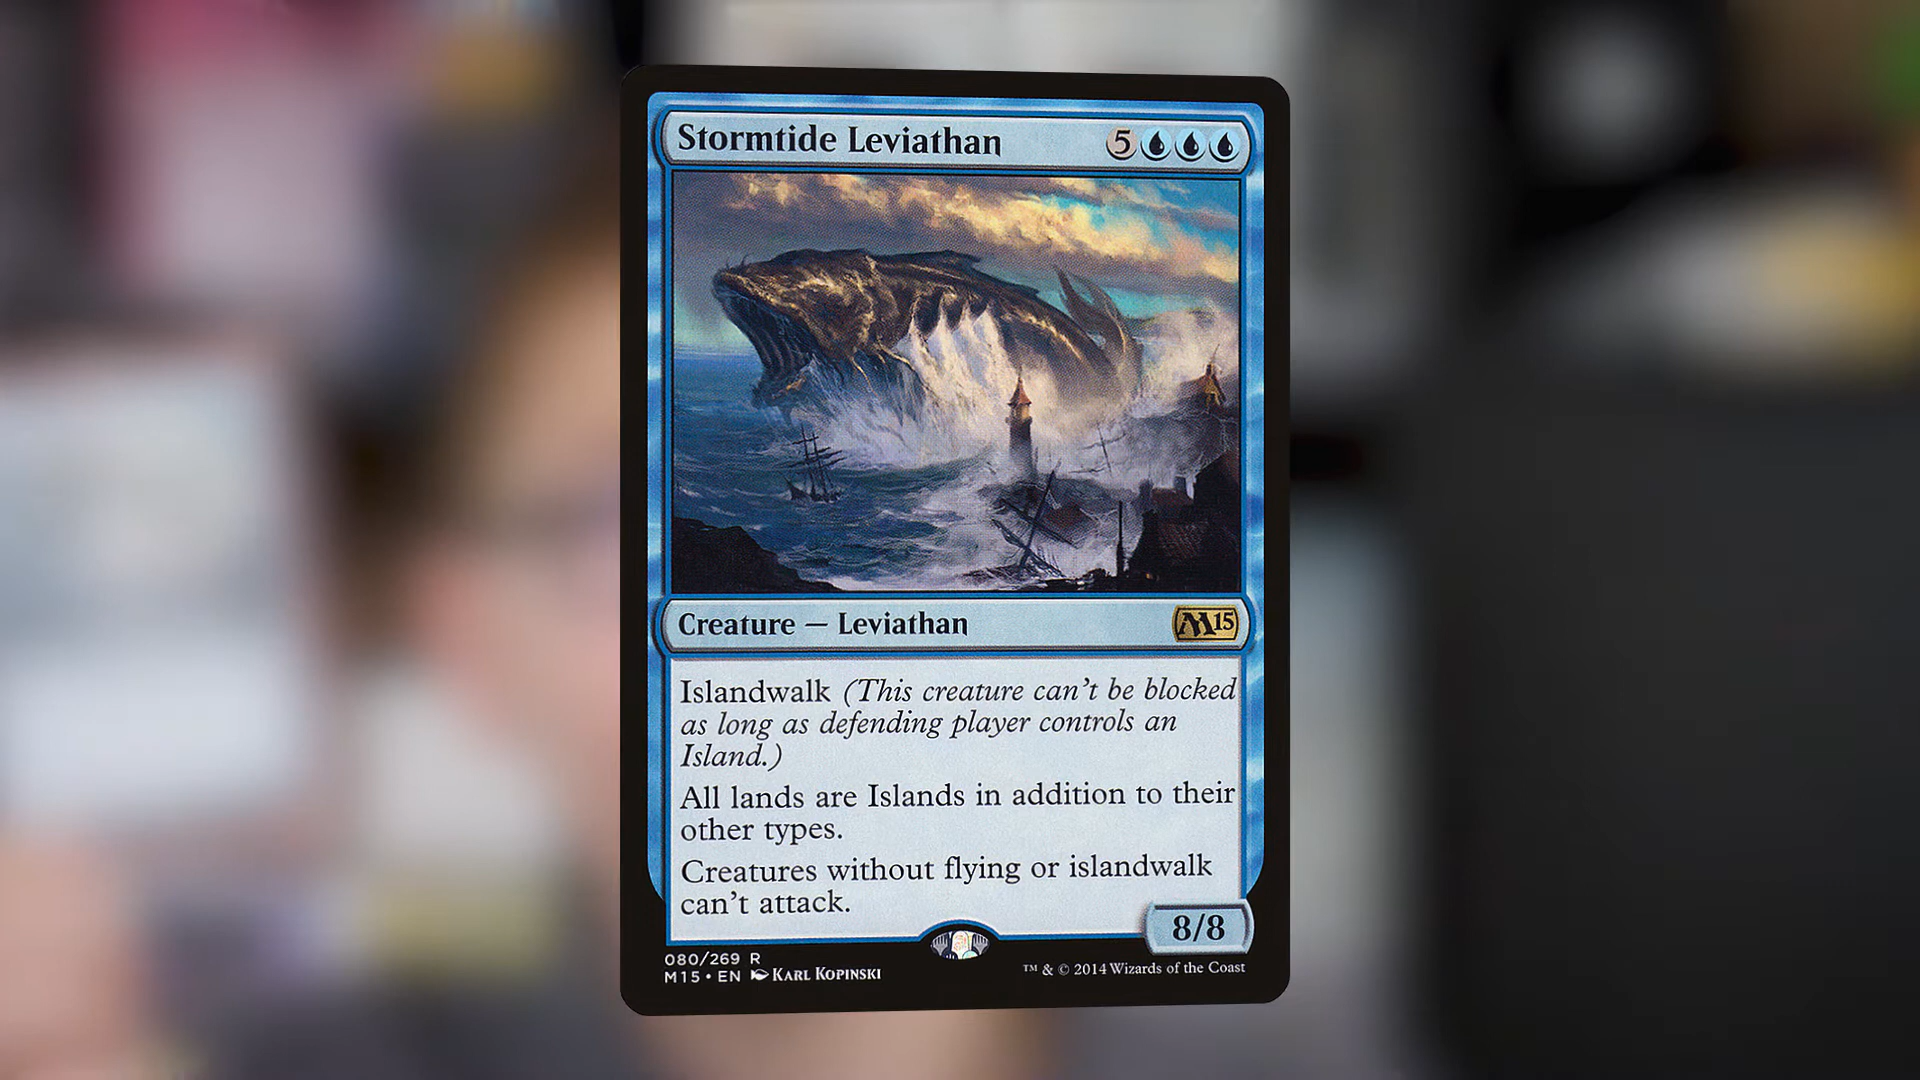 Stormtide Leviathan 5
Creature — Leviathan M15
Islandwalk (This creature can't be blocked
as long as defending player controls an
Island.)
All lands are Islands in addition to their
other types.
Creatures without flying or islandwalk
can't attack.
8/8
080/269 R
M15 • EN Karl Kopinski
™ & © 2014 Wizards of the Coast